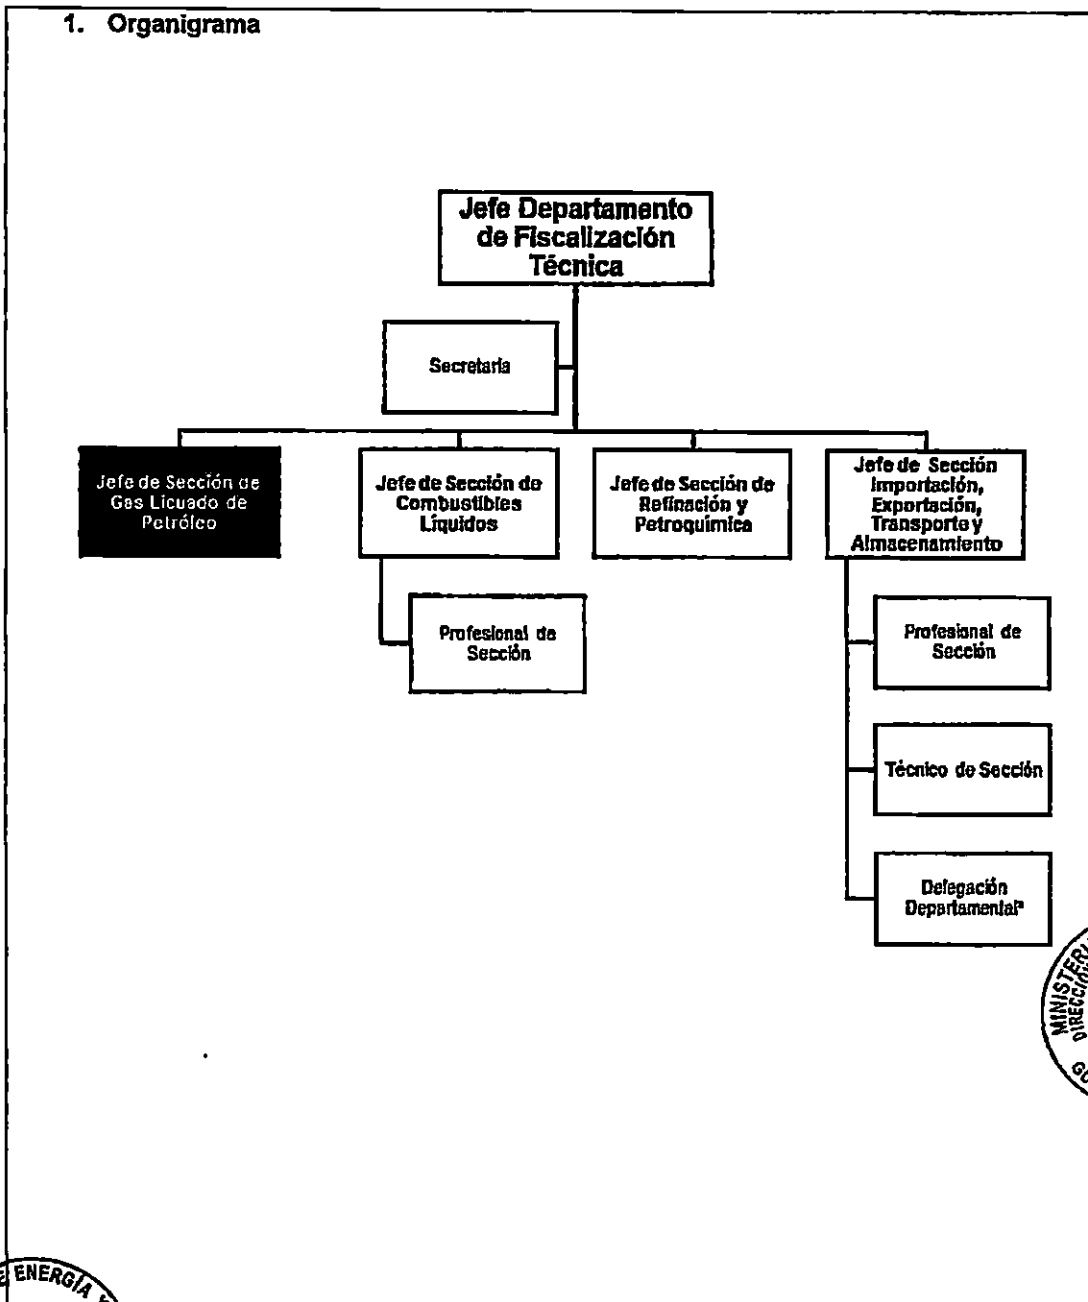 1. Organigrama
Jefe Departamento
de Fiscalización
Técnica
Secretaria
Jefe de Sección de
Gas Licuado de
Petróleo
Jefe de Sección de
Combustibles
Líquidos
Jefe de Sección de
Refinación y
Petroquímica
Jefe de Sección
Importación,
Exportación,
Transporte y
Almacenamiento
Profesional de
Sección
Profesional de
Sección
Técnico de Sección
Delegación
Departamental
MINISTERI
DIRECCIÓN
E ENERGÍA Y